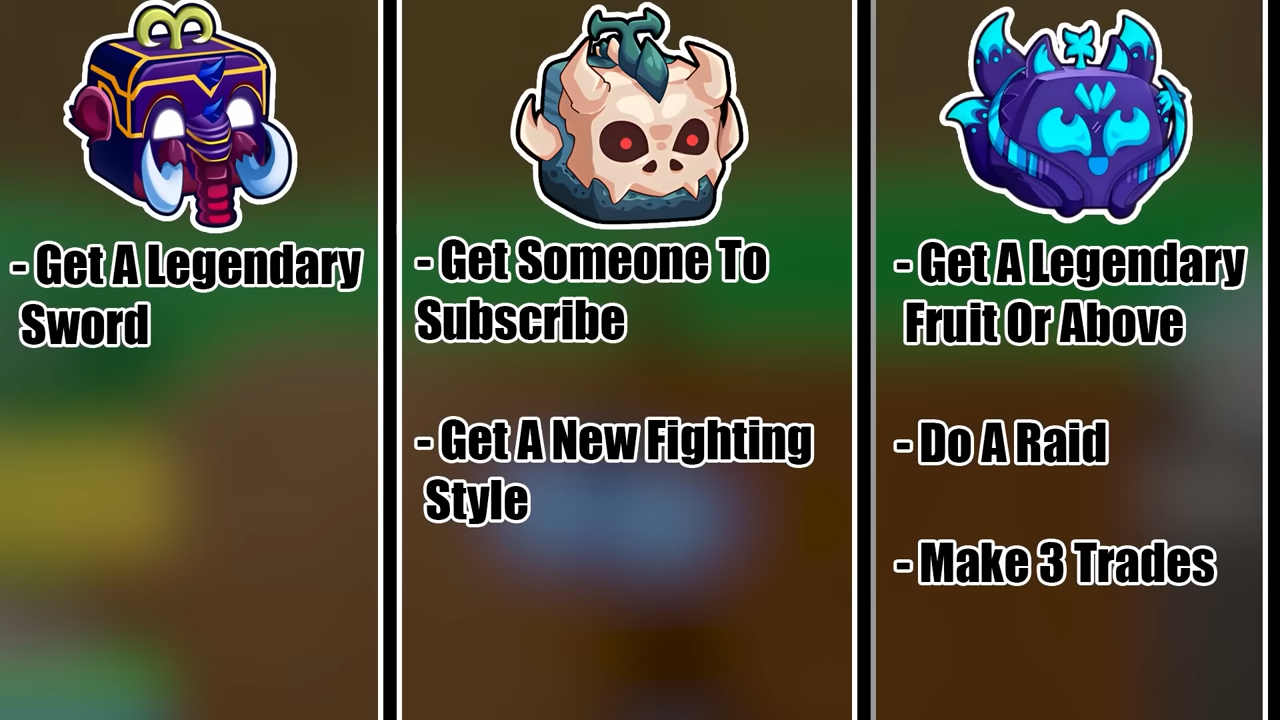 - Get A Legendary
Sword
- Get Someone To
Subscribe
- Get A New Fighting
Style
- Get A Legendary
Fruit Or Above
- Do A Raid
- Make 3 Trades